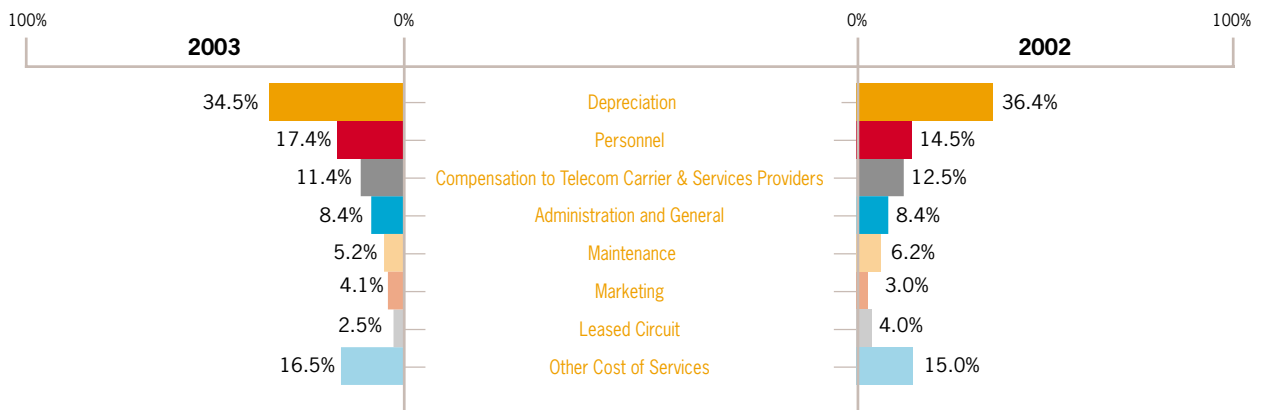 100% 0% 0% 100%
2003 2002
34.5% Depreciation 36.4%
17.4% Personnel 14.5%
11.4% Compensation to Telecom Carrier & Services Providers 12.5%
8.4% Administration and General 8.4%
5.2% Maintenance 6.2%
4.1% Marketing 3.0%
2.5% Leased Circuit 4.0%
16.5% Other Cost of Services 15.0%